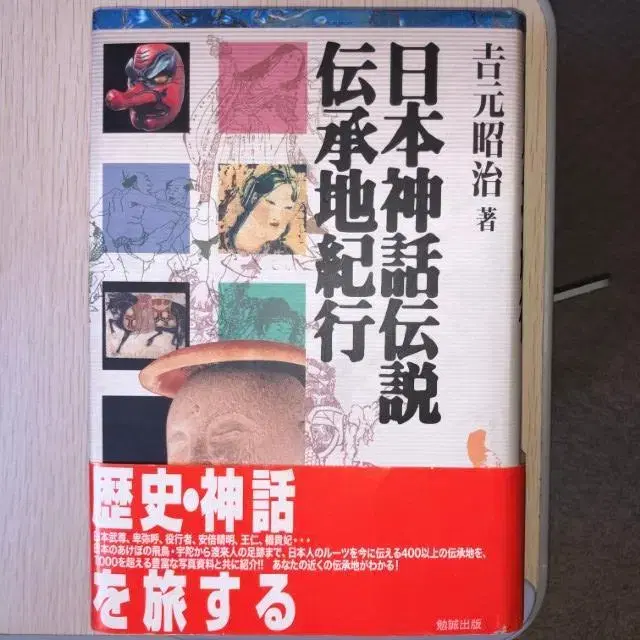 吉元昭治 著
日本神話伝説
伝承地紀行
歴史・神話
日本武尊、卑弥呼、役行者、安倍晴明、王仁、楊貴妃・・・
日本のあけぼの飛鳥・宇陀から渡来人の足跡まで、日本人のルーツを今に伝える400以上の伝承地を、
1000を超える豊富な写真資料と共に紹介!! あなたの近くの伝承地がわかる!
を旅する
勉誠出版